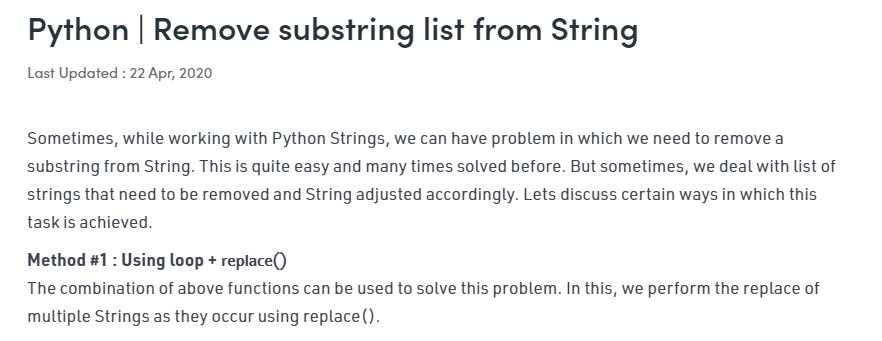 Python | Remove substring list from String
Last Updated : 22 Apr, 2020
Sometimes, while working with Python Strings, we can have problem in which we need to remove a
substring from String. This is quite easy and many times solved before. But sometimes, we deal with list of
strings that need to be removed and String adjusted accordingly. Lets discuss certain ways in which this
task is achieved.
Method #1 : Using loop + replace()
The combination of above functions can be used to solve this problem. In this, we perform the replace of
multiple Strings as they occur using replace().